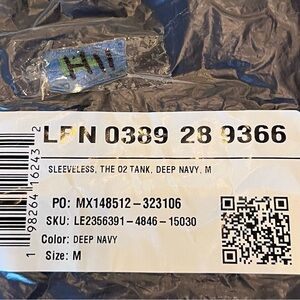 H11
LPN 0389 28 9366
SLEEVELESS, THE 02 TANK, DEEP NAVY, M
PO: MX148512-323106
SKU: LE2356391-4846-15030
Color: DEEP NAVY
Size: M
1 98264 16243 2